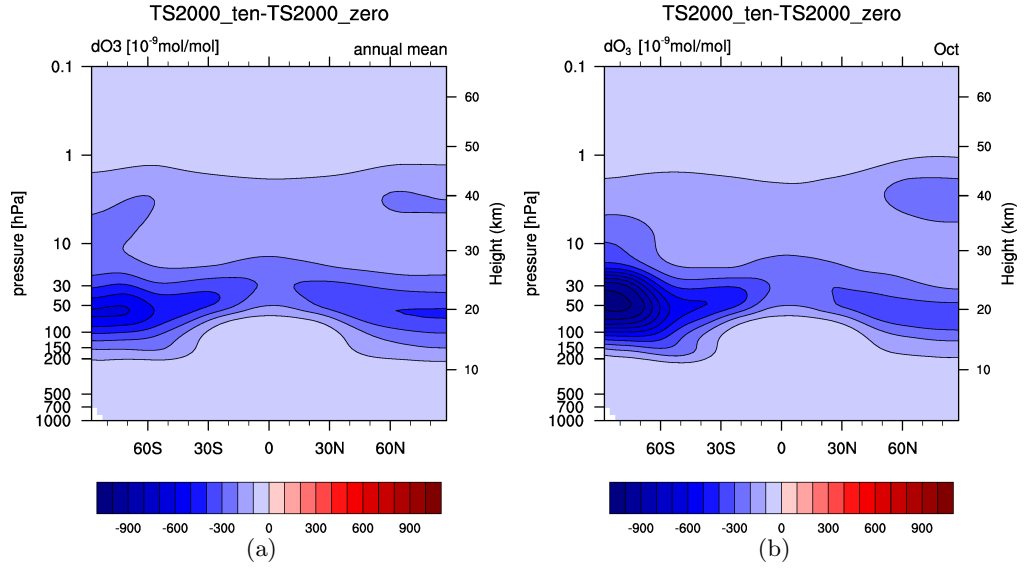 TS2000_ten-TS2000_zero
dO3 [10-9mol/mol] annual mean
pressure [hPa]
0.1
1
10
30
50
100
150
200
500
700
1000
60S 30S 0 30N 60N
60
50
40
30
20
10
Height (km)
-900 -600 -300 0 300 600 900
(a)
TS2000_ten-TS2000_zero
dO₃ [10⁻⁹mol/mol] Oct
pressure [hPa]
0.1
1
10
30
50
100
150
200
500
700
1000
60S 30S 0 30N 60N
60
50
40
30
20
10
Height (km)
-900 -600 -300 0 300 600 900
(b)